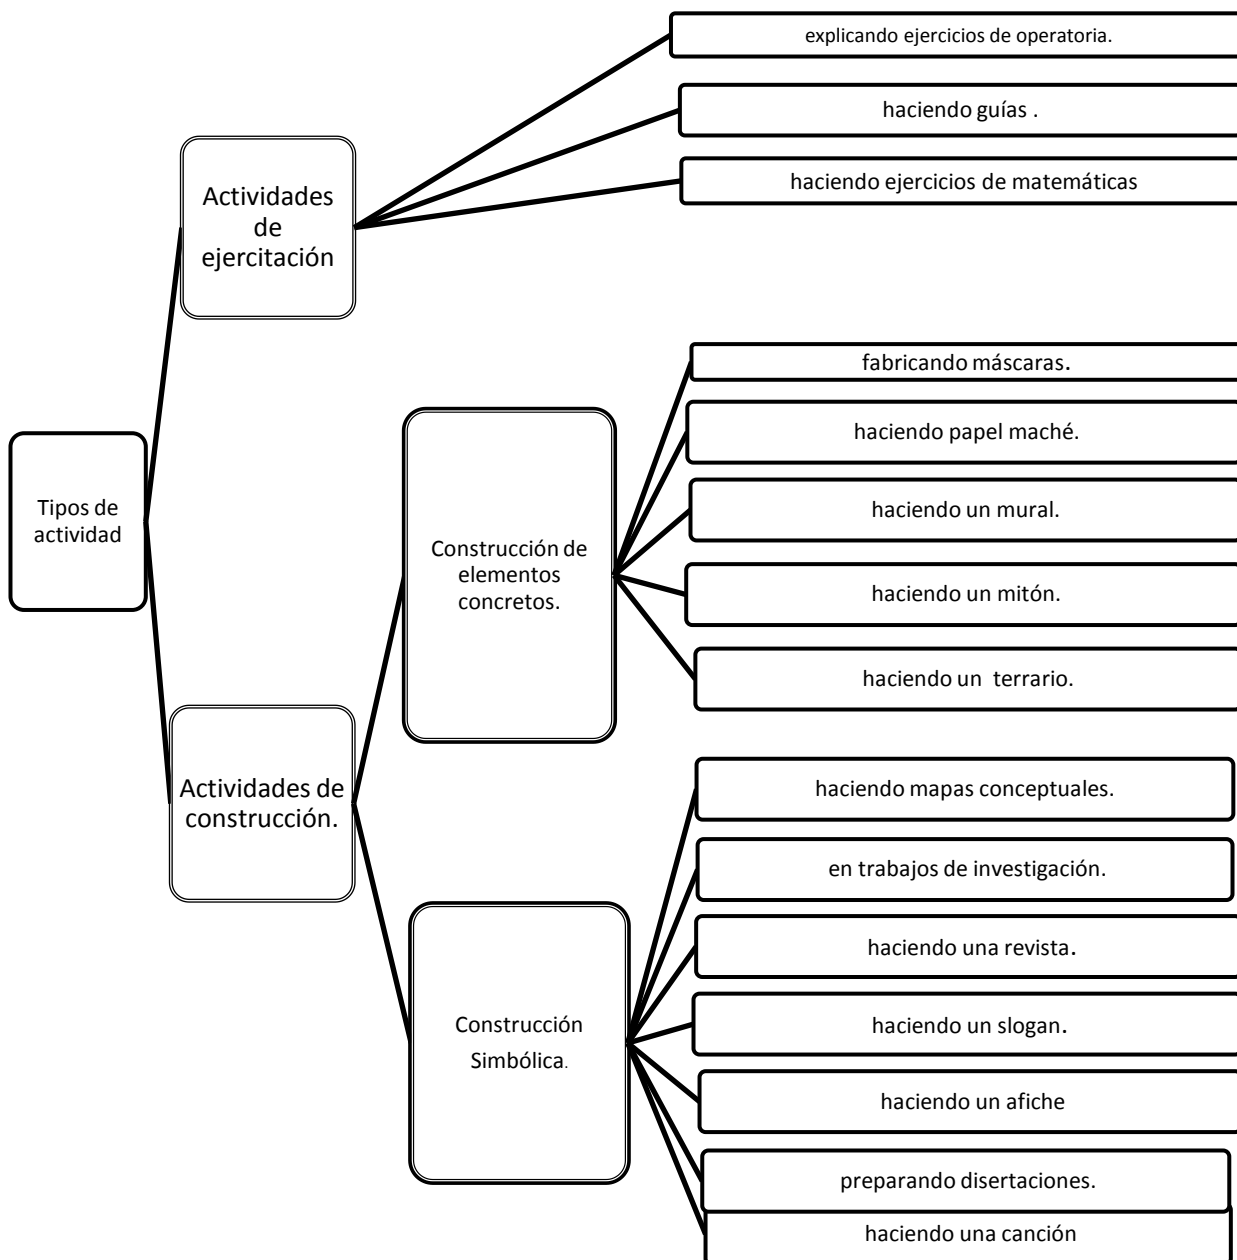 explicando ejercicios de operatoria.
haciendo guías .
haciendo ejercicios de matemáticas
Actividades
de
ejercitación
Tipos de
actividad
fabricando máscaras.
haciendo papel maché.
haciendo un mural.
haciendo un mitón.
haciendo un  terrario.
Construcción de
elementos
concretos.
Actividades de
construcción.
haciendo mapas conceptuales.
en trabajos de investigación.
haciendo una revista.
haciendo un slogan.
haciendo un afiche
preparando disertaciones.
haciendo una canción
Construcción
Simbólica.